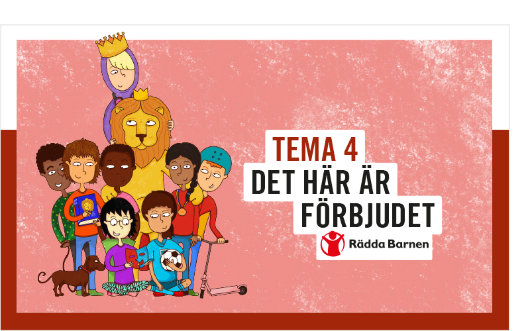 TEMA 4
DET HÄR ÄR
FÖRBJUDET
Rädda Barnen